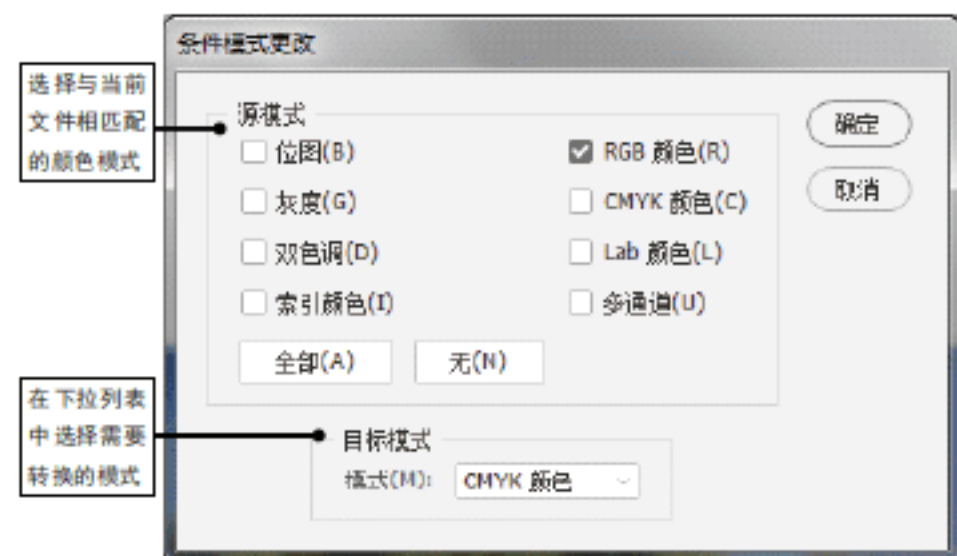 条件模式更改
选择与当前
文件相匹配
的颜色模式
源模式
位图(B)
RGB 颜色(R)
确定
灰度(G)
CMYK 颜色(C)
取消
双色调(D)
Lab 颜色(L)
索引颜色(I)
多通道(U)
全部(A)
无(N)
在下拉列表
中选择需要
转换的模式
目标模式
模式(M):
CMYK 颜色